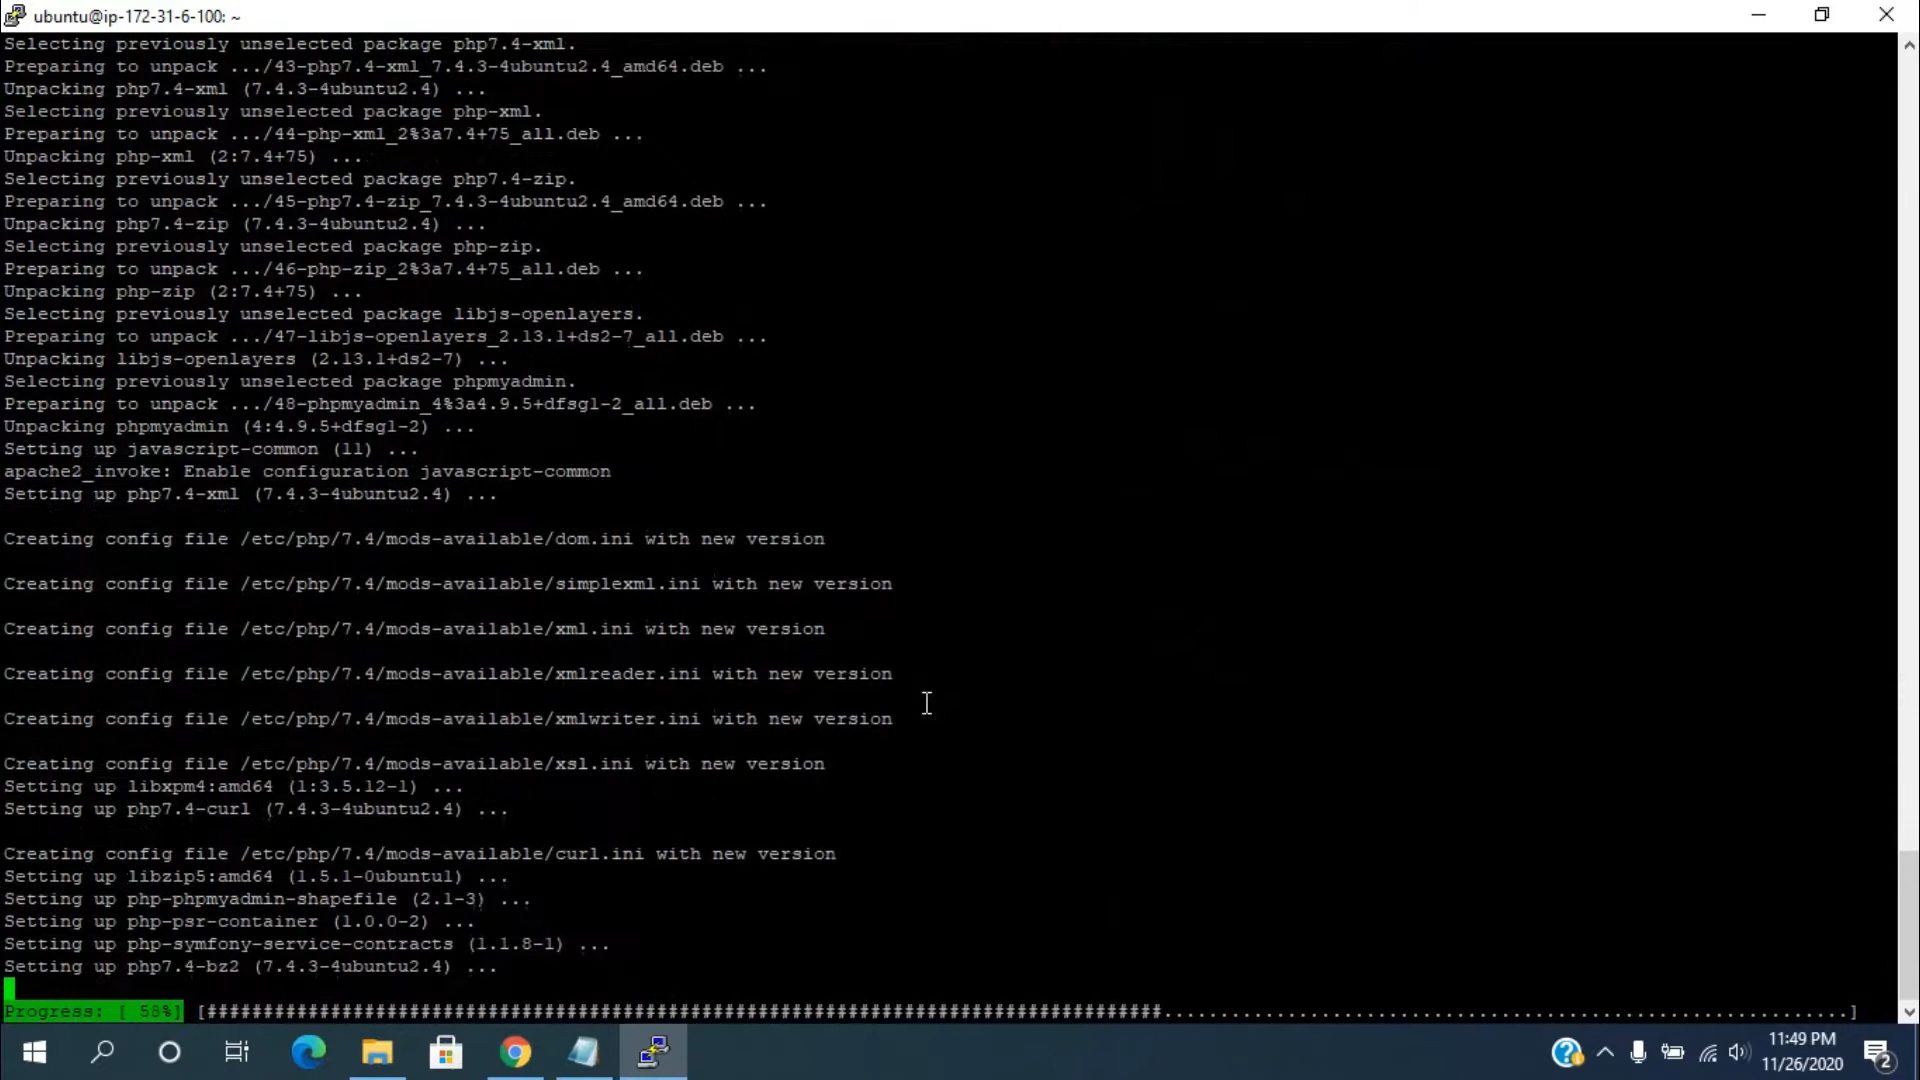 ubuntu@ip-172-31-6-100: ~
Selecting previously unselected package php7.4-xml.
Preparing to unpack .../43-php7.4-xml_7.4.3-4ubuntu2.4_amd64.deb ...
Unpacking php7.4-xml (7.4.3-4ubuntu2.4) ...
Selecting previously unselected package php-xml.
Preparing to unpack .../44-php-xml_2%3a7.4+75_all.deb ...
Unpacking php-xml (2:7.4+75) ...
Selecting previously unselected package php7.4-zip.
Preparing to unpack .../45-php7.4-zip_7.4.3-4ubuntu2.4_amd64.deb ...
Unpacking php7.4-zip (7.4.3-4ubuntu2.4) ...
Selecting previously unselected package php-zip.
Preparing to unpack .../46-php-zip_2%3a7.4+75_all.deb ...
Unpacking php-zip (2:7.4+75) ...
Selecting previously unselected package libjs-openlayers.
Preparing to unpack .../47-libjs-openlayers_2.13.1+ds2-7_all.deb ...
Unpacking libjs-openlayers (2.13.1+ds2-7) ...
Selecting previously unselected package phpmyadmin.
Preparing to unpack .../48-phpmyadmin_4%3a4.9.5+dfsg1-2_all.deb ...
Unpacking phpmyadmin (4:4.9.5+dfsg1-2) ...
Setting up javascript-common (11) ...
apache2_invoke: Enable configuration javascript-common
Setting up php7.4-xml (7.4.3-4ubuntu2.4) ...
Creating config file /etc/php/7.4/mods-available/dom.ini with new version
Creating config file /etc/php/7.4/mods-available/simplexml.ini with new version
Creating config file /etc/php/7.4/mods-available/xml.ini with new version
Creating config file /etc/php/7.4/mods-available/xmlreader.ini with new version
Creating config file /etc/php/7.4/mods-available/xmlwriter.ini with new version
Creating config file /etc/php/7.4/mods-available/xsl.ini with new version
Setting up libxpm4:amd64 (1:3.5.12-1) ...
Setting up php7.4-curl (7.4.3-4ubuntu2.4) ...
Creating config file /etc/php/7.4/mods-available/curl.ini with new version
Setting up libzip5:amd64 (1.5.1-0ubuntu1) ...
Setting up php-phpmyadmin-shapefile (2.1-3) ...
Setting up php-psr-container (1.0.0-2) ...
Setting up php-symfony-service-contracts (1.1.8-1) ...
Setting up php7.4-bz2 (7.4.3-4ubuntu2.4) ...
Progress: [ 58%] [#####################################################################################.............................................................]
11:49 PM
11/26/2020
2